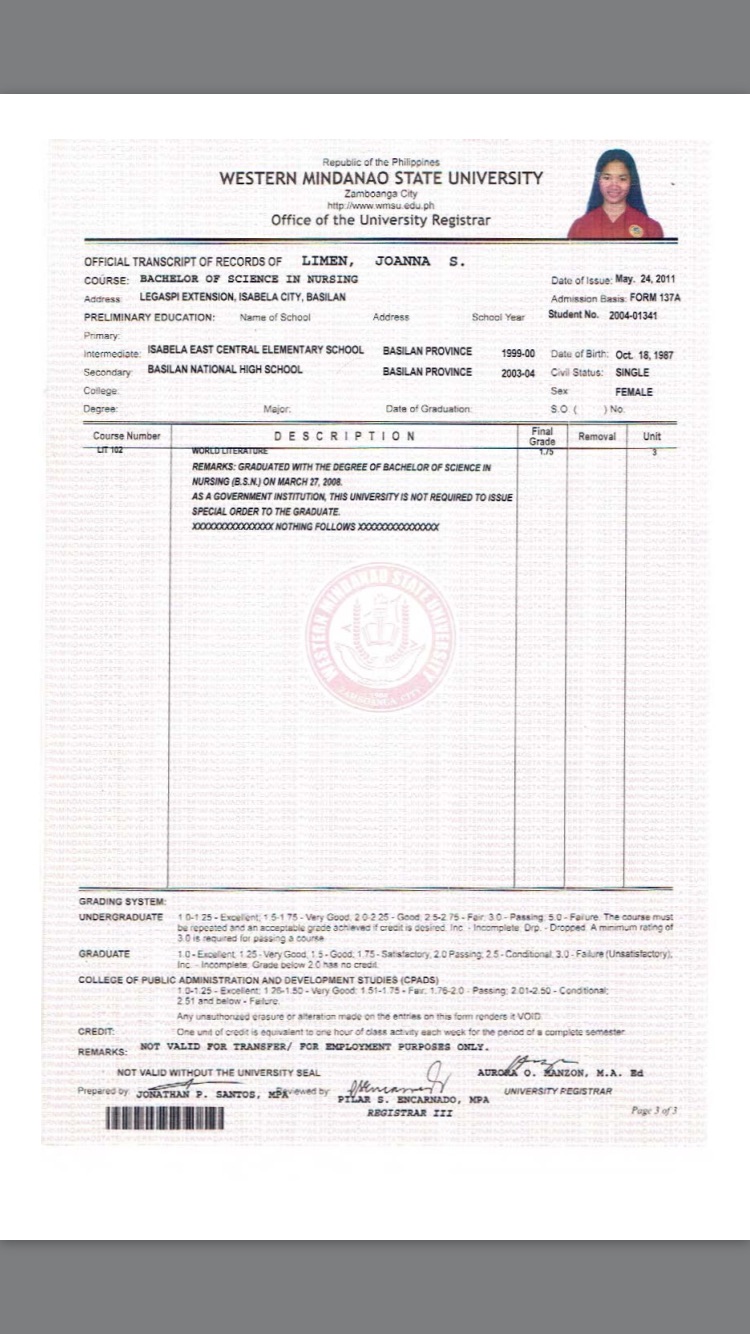 Republic of the Philippines
WESTERN MINDANAO STATE UNIVERSITY
Zamboanga City
http://www.wmsu.edu.ph
Office of the University Registrar
OFFICIAL TRANSCRIPT OF RECORDS OF LIMEN, JOANNA S.
COURSE: BACHELOR OF SCIENCE IN NURSING Date of Issue: May. 24, 2011
Address LEGASPI EXTENSION, ISABELA CITY, BASILAN Admission Basis: FORM 137A
PRELIMINARY EDUCATION: Name of School Address School Year Student No. 2004-01341
Primary:
Intermediate: ISABELA EAST CENTRAL ELEMENTARY SCHOOL BASILAN PROVINCE 1999-00 Date of Birth: Oct. 18, 1987
Secondary: BASILAN NATIONAL HIGH SCHOOL BASILAN PROVINCE 2003-04 Civil Status: SINGLE
College: Sex FEMALE
Degree: Major: Date of Graduation: S.O ( ) No:
Course Number DESCRIPTION Final Grade Removal Unit
LIT 102 WORLD LITERATURE 1.75 3
REMARKS: GRADUATED WITH THE DEGREE OF BACHELOR OF SCIENCE IN
NURSING (B.S.N.) ON MARCH 27, 2008.
AS A GOVERNMENT INSTITUTION, THIS UNIVERSITY IS NOT REQUIRED TO ISSUE
SPECIAL ORDER TO THE GRADUATE.
XXXXXXXXXXXXXXX NOTHING FOLLOWS XXXXXXXXXXXXXXX
WESTERN MINDANAO STATE UNIVERSITY
ZAMBOANGA CITY
GRADING SYSTEM:
UNDERGRADUATE 1.0-1.25 - Excellent; 1.5-1.75 - Very Good; 2.0-2.25 - Good; 2.5-2.75 - Fair; 3.0 - Passing; 5.0 - Failure. The course must
be repeated and an acceptable grade achieved if credit is desired. Inc. - Incomplete; Drp. - Dropped. A minimum rating of
3.0 is required for passing a course.
GRADUATE 1.0 - Excellent; 1.25 - Very Good; 1.5 - Good; 1.75 - Satisfactory; 2.0 Passing; 2.5 - Conditional; 3.0 - Failure (Unsatisfactory);
Inc. - Incomplete; Grade below 2.0 has no credit.
COLLEGE OF PUBLIC ADMINISTRATION AND DEVELOPMENT STUDIES (CPADS)
1.0-1.25 - Excellent; 1.26-1.50 - Very Good; 1.51-1.75 - Fair; 1.76-2.0 - Passing; 2.01-2.50 - Conditional;
2.51 and below - Failure.
Any unauthorized erasure or alteration made on the entries on this form renders it VOID.
CREDIT: One unit of credit is equivalent to one hour of class activity each week for the period of a complete semester.
REMARKS: NOT VALID FOR TRANSFER/ FOR EMPLOYMENT PURPOSES ONLY.
NOT VALID WITHOUT THE UNIVERSITY SEAL AURORA O. MANZON, M.A. Ed
Prepared by: JONATHAN P. SANTOS, MPA Reviewed by: PILAR S. ENCARNADO, MPA UNIVERSITY REGISTRAR
REGISTRAR III
Page 3 of 3